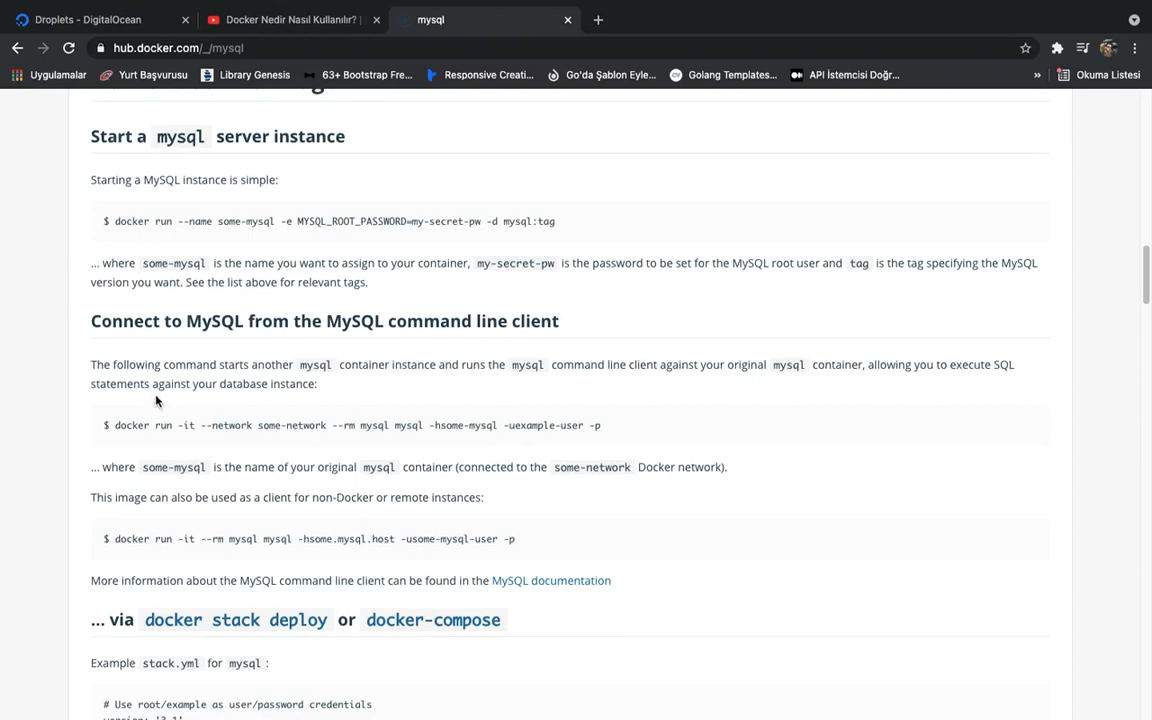 Droplets - DigitalOcean
Docker Nedir Nasıl Kullanılır? |
mysql
hub.docker.com/_/mysql
Uygulamalar
Yurt Başvurusu
Library Genesis
63+ Bootstrap Fre...
Responsive Creati...
Go'da Şablon Eyle...
Golang Templates...
API İstemcisi Doğr...
»
Okuma Listesi
Start a mysql server instance
Starting a MySQL instance is simple:
$ docker run --name some-mysql -e MYSQL_ROOT_PASSWORD=my-secret-pw -d mysql:tag
... where some-mysql is the name you want to assign to your container, my-secret-pw is the password to be set for the MySQL root user and tag is the tag specifying the MySQL
version you want. See the list above for relevant tags.
Connect to MySQL from the MySQL command line client
The following command starts another mysql container instance and runs the mysql command line client against your original mysql container, allowing you to execute SQL
statements against your database instance:
$ docker run -it --network some-network --rm mysql mysql -hsome-mysql -uexample-user -p
... where some-mysql is the name of your original mysql container (connected to the some-network Docker network).
This image can also be used as a client for non-Docker or remote instances:
$ docker run -it --rm mysql mysql -hsome.mysql.host -usome-mysql-user -p
More information about the MySQL command line client can be found in the MySQL documentation
... via docker stack deploy or docker-compose
Example stack.yml for mysql :
# Use root/example as user/password credentials
version: '3.1'